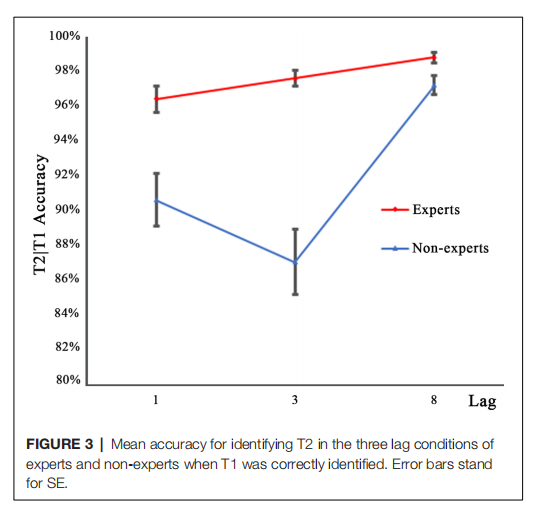 100%
98%
96%
94%
92%
90%
88%
86%
84%
82%
80%
T2|T1 Accuracy
Experts
Non-experts
1 3 8 Lag
FIGURE 3 | Mean accuracy for identifying T2 in the three lag conditions of
experts and non-experts when T1 was correctly identified. Error bars stand
for SE.